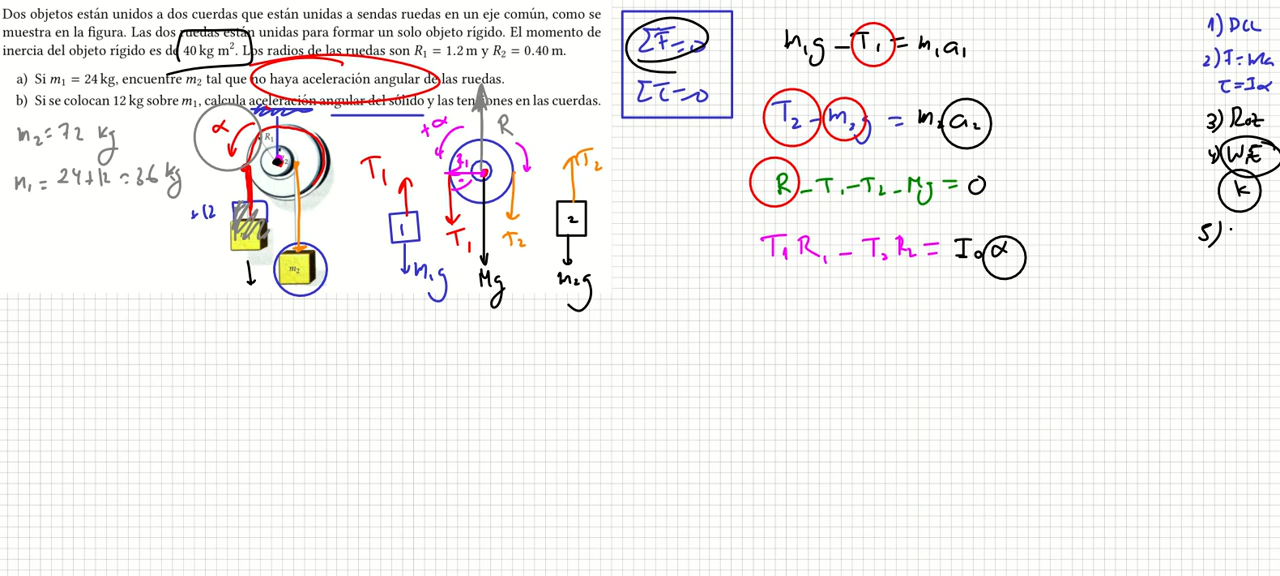 Dos objetos están unidos a dos cuerdas que están unidas a sendas ruedas en un eje común, como se
muestra en la figura. Las dos ruedas están unidas para formar un solo objeto rígido. El momento de
inercia del objeto rígido es de 40 kg m². Los radios de las ruedas son R₁ = 1.2 m y R₂ = 0.40 m.
a) Si m₁ = 24 kg, encuentre m₂ tal que no haya aceleración angular de las ruedas.
b) Si se colocan 12 kg sobre m₁, calcula aceleración angular del sólido y las tensiones en las cuerdas.
m₂ = 72 kg
m₁ = 24+12 = 36 kg
α
R₁
+12
m₂
T₁
1
m₁g
+α
R
T₁
T₂
Mg
T₂
2
m₂g
ΣF=0
Στ=0
m₁g − T₁ = m₁a₁
T₂ − m₂g = m₂a₂
R − T₁ − T₂ − Mg = 0
T₁R₁ − T₂R₂ = I₀α
1) DCL
2) F=Ma
τ=Iα
3) Rot
4) WE
K
5)